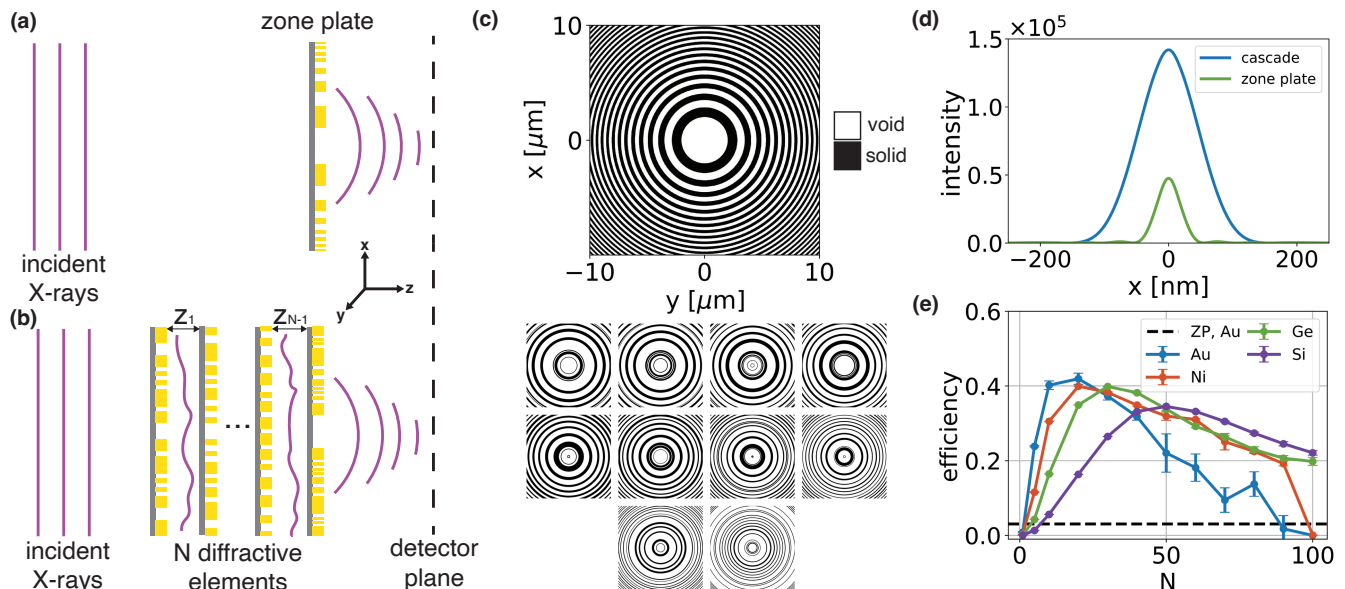 (a)
zone plate
incident
X-rays
x
z
y
(b)
Z1
ZN-1
...
incident
X-rays
N diffractive
elements
detector
plane
(c)
10
0
−10
x [μm]
−10
0
10
y [μm]
void
solid
(d)
×10⁵
1.5
1.0
0.5
0.0
intensity
cascade
zone plate
−200
0
200
x [nm]
(e)
0.6
0.4
0.2
0.0
efficiency
ZP, Au
Au
Ni
Ge
Si
0
50
100
N